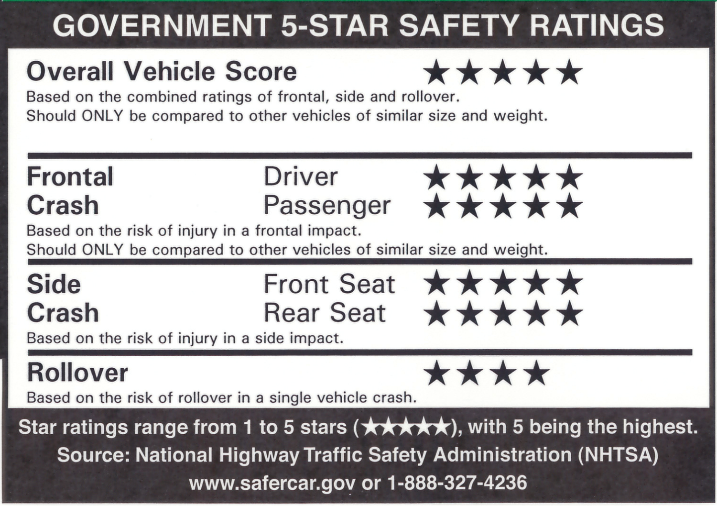 GOVERNMENT 5-STAR SAFETY RATINGS
Overall Vehicle Score ★★★★★
Based on the combined ratings of frontal, side and rollover.
Should ONLY be compared to other vehicles of similar size and weight.
Frontal Driver ★★★★★
Crash Passenger ★★★★★
Based on the risk of injury in a frontal impact.
Should ONLY be compared to other vehicles of similar size and weight.
Side Front Seat ★★★★★
Crash Rear Seat ★★★★★
Based on the risk of injury in a side impact.
Rollover ★★★★
Based on the risk of rollover in a single vehicle crash.
Star ratings range from 1 to 5 stars (★★★★★), with 5 being the highest.
Source: National Highway Traffic Safety Administration (NHTSA)
www.safercar.gov or 1-888-327-4236